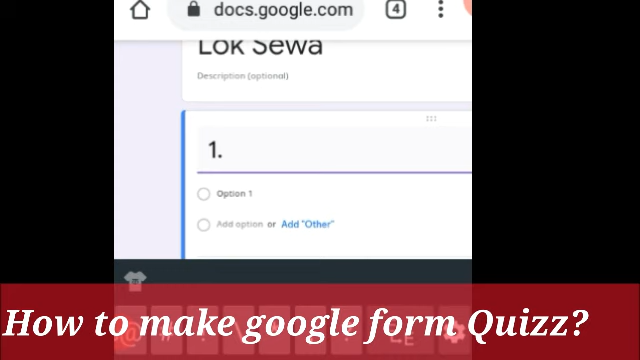 docs.google.com
4
Lok Sewa
Description (optional)
1.
Option 1
Add option or Add "Other"
How to make google form Quizz?